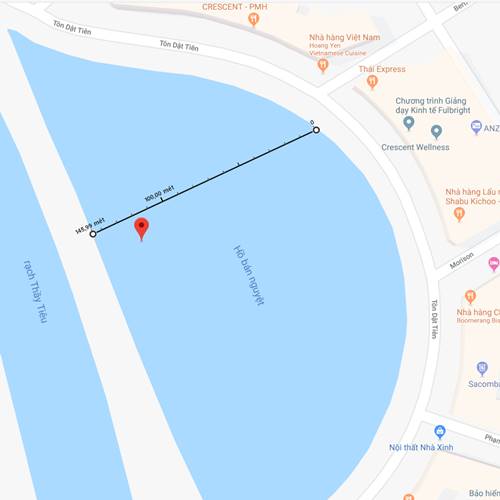 CRESCENT - PMH
Tôn Dật Tiên
Tôn Dật Tiên
Nhà hàng Việt Nam
Hoang Yen
Vietnamese Cuisine
Thai Express
Chương trình Giảng
dạy Kinh tế Fulbright
ANZ
Crescent Wellness
0
100,00 mét
145,99 mét
Nhà hàng Lẩu n
Shabu Kichoo -
Hồ bán nguyệt
rạch Thầy Tiêu
Morison
Tôn Dật Tiên
Nhà hàng C
Boomerang Bis
Sacomba
Nội thất Nhà Xinh
Phạm
Bảo hiểm